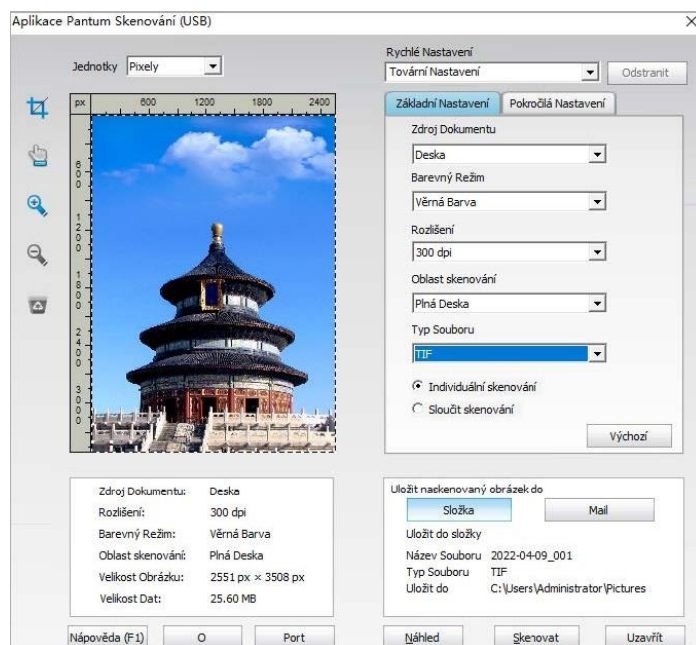 Aplikace Pantum Skenování (USB)
Jednotky Pixely
px 600 1200 1800 2400
600
1200
1800
2400
3000
Rychlé Nastavení
Tovární Nastavení
Odstranit
Základní Nastavení
Pokročilá Nastavení
Zdroj Dokumentu
Deska
Barevný Režim
Věrná Barva
Rozlišení
300 dpi
Oblast skenování
Plná Deska
Typ Souboru
TIF
Individuální skenování
Sloučit skenování
Výchozí
Zdroj Dokumentu: Deska
Rozlišení: 300 dpi
Barevný Režim: Věrná Barva
Oblast skenování: Plná Deska
Velikost Obrázku: 2551 px × 3508 px
Velikost Dat: 25.60 MB
Uložit naskenovaný obrázek do
Složka
Mail
Uložit do složky
Název Souboru 2022-04-09_001
Typ Souboru TIF
Uložit do C:\Users\Administrator\Pictures
Nápověda (F1)
O
Port
Náhled
Skenovat
Uzavřít